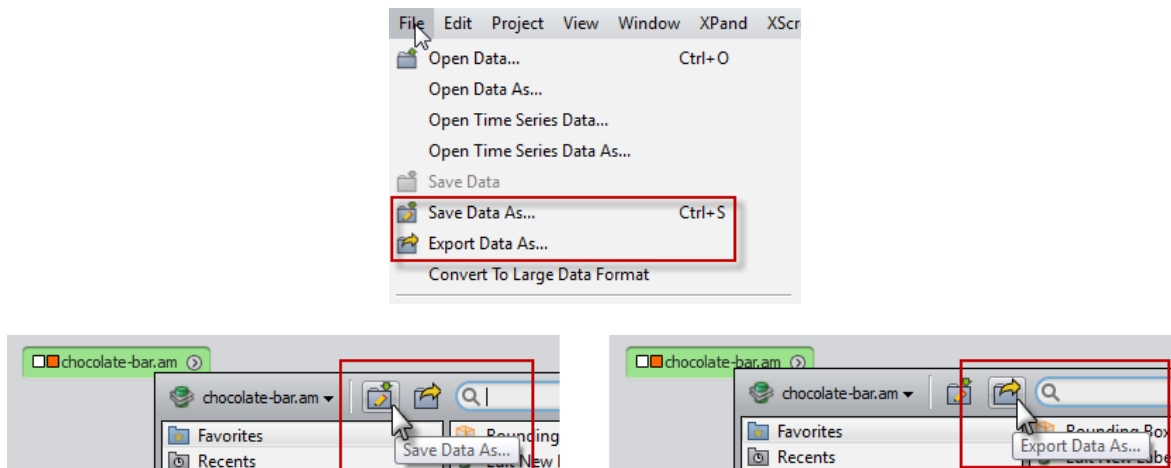 File Edit Project View Window XPand XScr
Open Data... Ctrl+O
Open Data As...
Open Time Series Data...
Open Time Series Data As...
Save Data
Save Data As... Ctrl+S
Export Data As...
Convert To Large Data Format
chocolate-bar.am
chocolate-bar.am
Favorites
Save Data As...
Recents
chocolate-bar.am
chocolate-bar.am
Favorites Bounding Box
Export Data As...
Recents